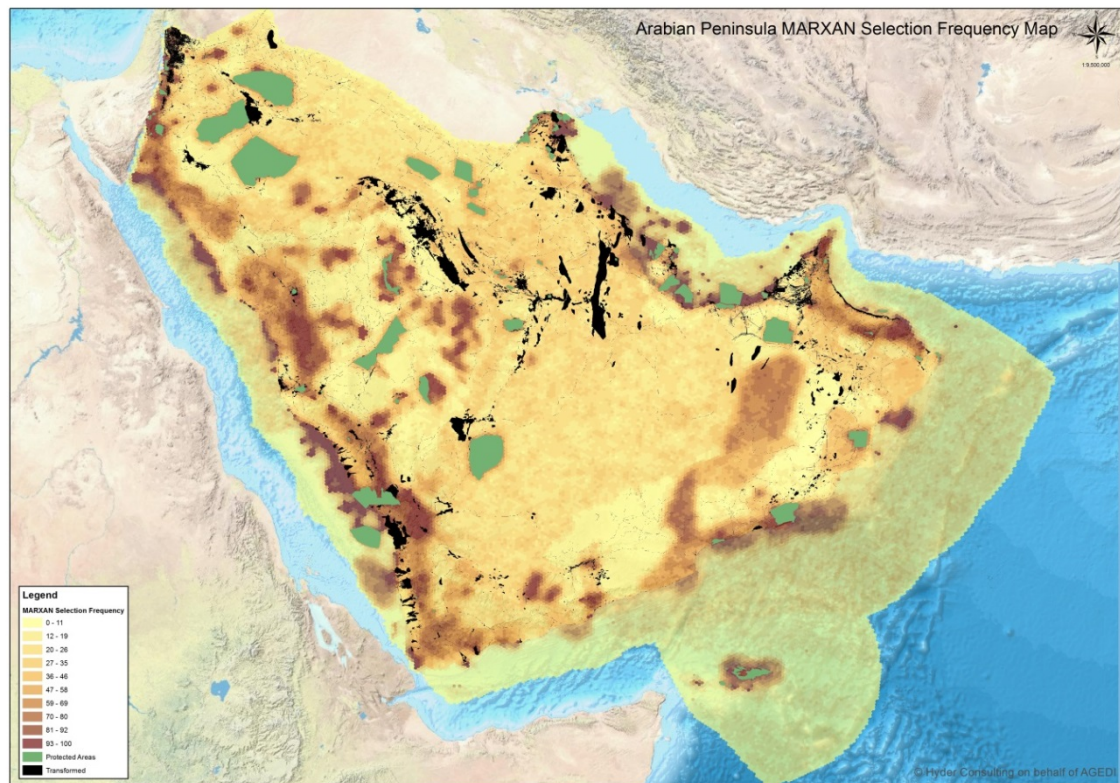 Arabian Peninsula MARXAN Selection Frequency Map
1:9,500,000
Legend
MARXAN Selection Frequency
0 - 11
12 - 19
20 - 26
27 - 35
36 - 46
47 - 58
59 - 69
70 - 80
81 - 92
93 - 100
Protected Areas
Transformed
© Hyder Consulting on behalf of AGEDI